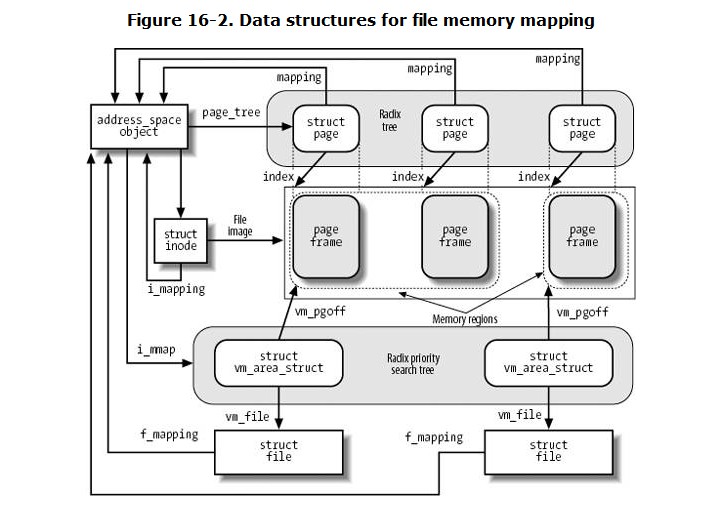 Figure 16-2. Data structures for file memory mapping
mapping
mapping
mapping
address_space
object
page_tree
struct
page
Radix
tree
struct
page
struct
page
index
index
index
struct
inode
File
image
page
frame
page
frame
page
frame
i_mapping
vm_pgoff
Memory regions
vm_pgoff
i_mmap
struct
vm_area_struct
Radix priority
search tree
struct
vm_area_struct
vm_file
vm_file
f_mapping
struct
file
f_mapping
struct
file